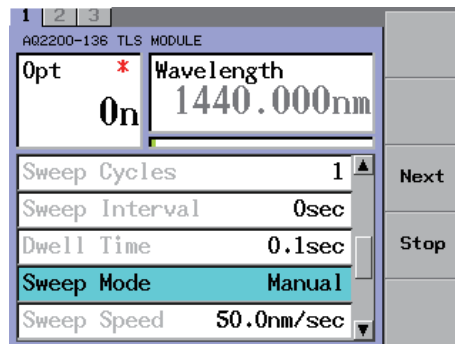 1 2 3
AQ2200-136 TLS MODULE
Opt *
On
Wavelength
1440.000nm
Sweep Cycles 1
Sweep Interval 0sec
Dwell Time 0.1sec
Sweep Mode Manual
Sweep Speed 50.0nm/sec
Next
Stop